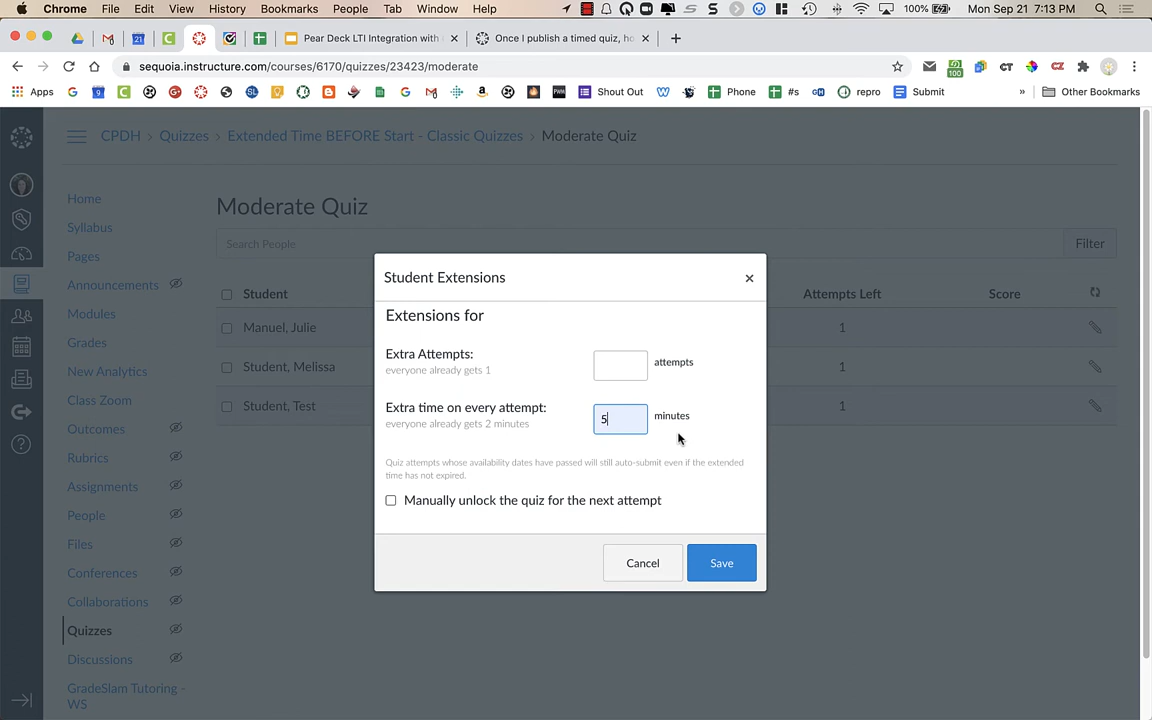 Chrome File Edit View History Bookmarks People Tab Window Help 100% Mon Sep 21 7:13 PM
Pear Deck LTI Integration with Once I publish a timed quiz, ho
sequoia.instructure.com/courses/6170/quizzes/23423/moderate
Apps Shout Out Phone #s repro Submit » Other Bookmarks
CPDH > Quizzes > Extended Time BEFORE Start - Classic Quizzes > Moderate Quiz
Home
Syllabus
Pages
Announcements
Modules
Grades
New Analytics
Class Zoom
Outcomes
Rubrics
Assignments
People
Files
Conferences
Collaborations
Quizzes
Discussions
GradeSlam Tutoring -
WS
Moderate Quiz
Search People Filter
Student Attempts Left Score
Manuel, Julie 1
Student, Melissa 1
Student, Test 1
Student Extensions ×
Extensions for
Extra Attempts: attempts
everyone already gets 1
Extra time on every attempt: 5 minutes
everyone already gets 2 minutes
Quiz attempts whose availability dates have passed will still auto-submit even if the extended
time has not expired.
Manually unlock the quiz for the next attempt
Cancel Save